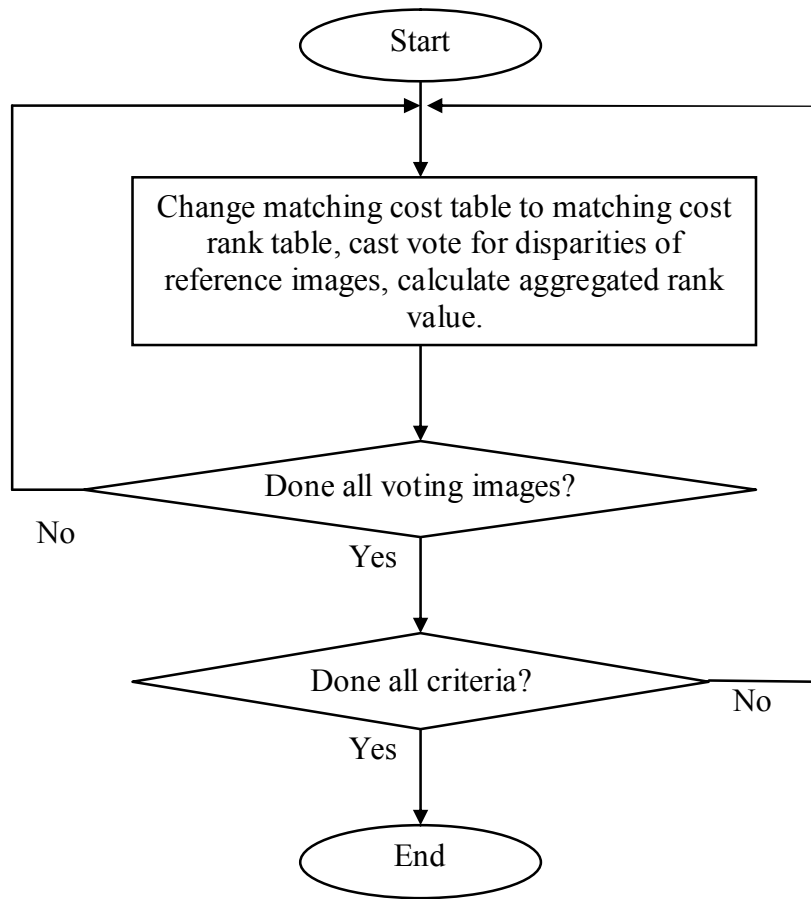 Start
Change matching cost table to matching cost
rank table, cast vote for disparities of
reference images, calculate aggregated rank
value.
Done all voting images?
No
Yes
Done all criteria?
No
Yes
End